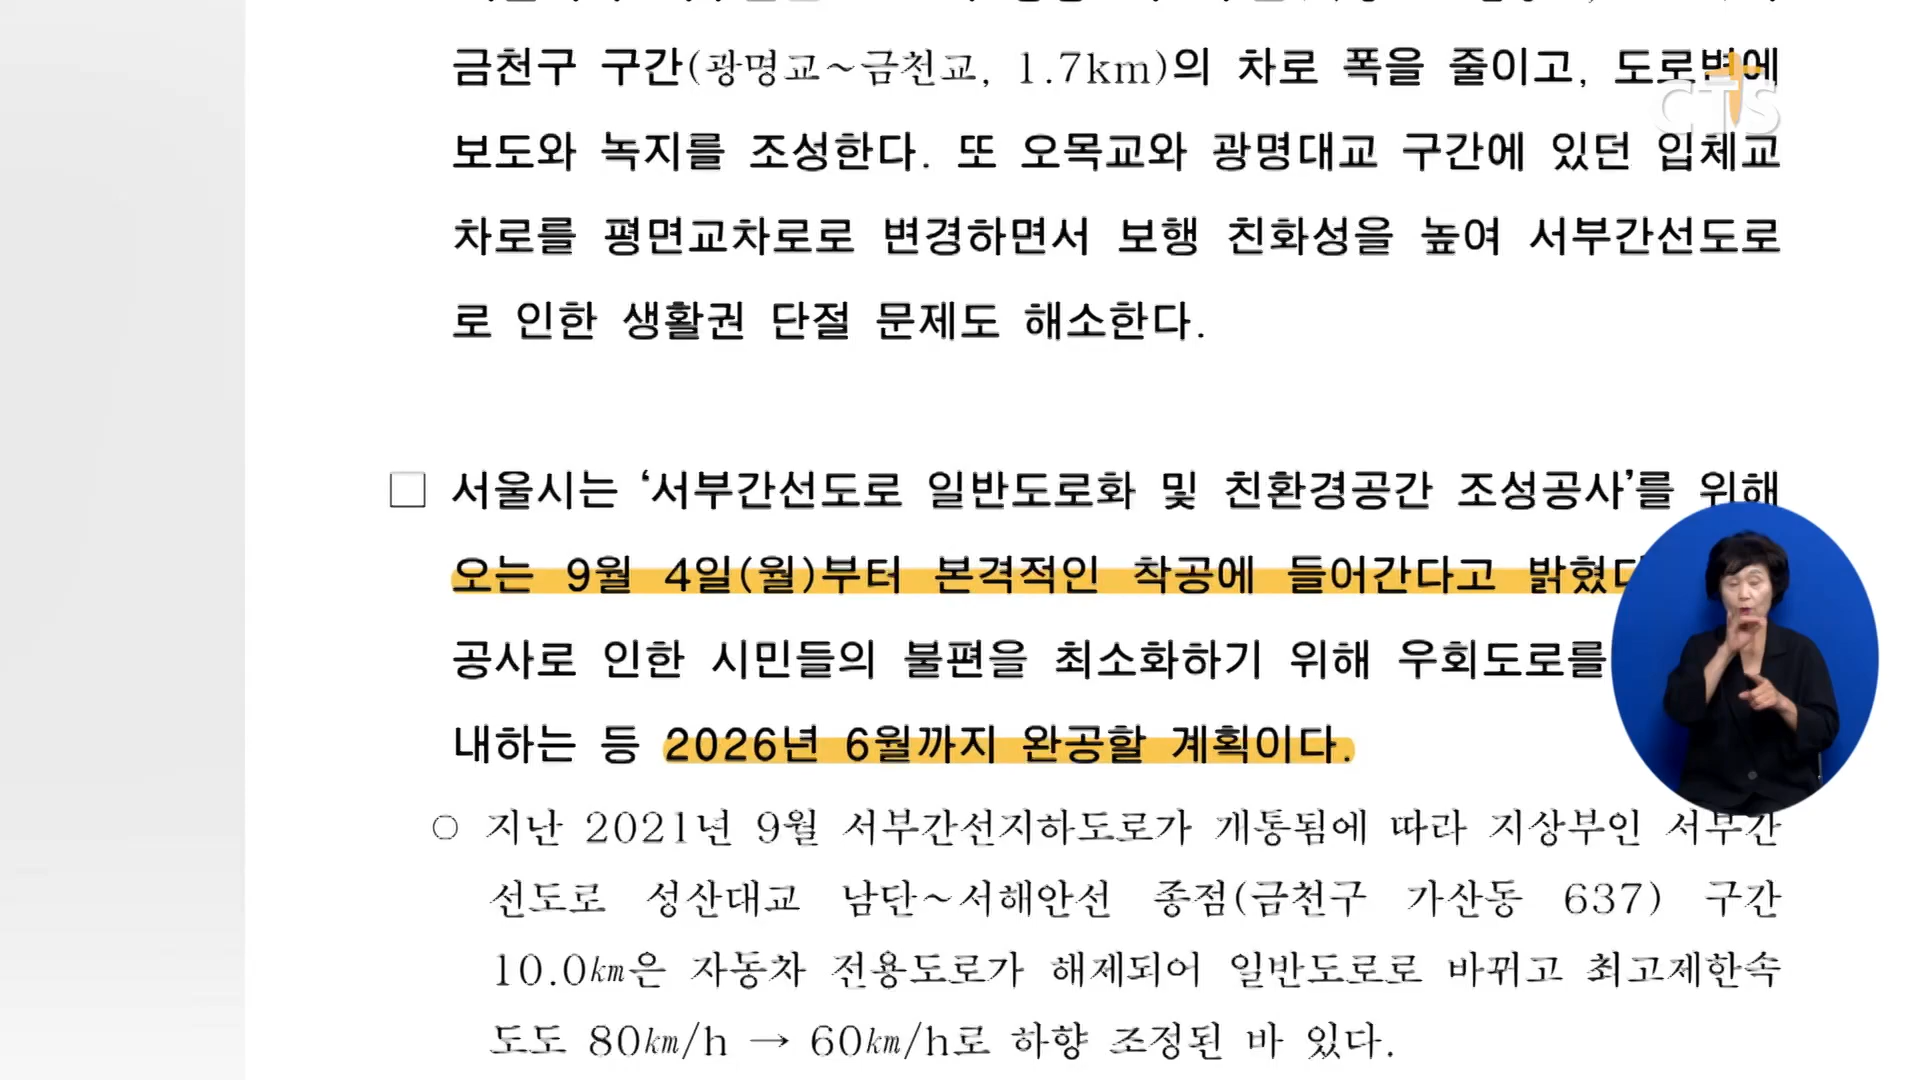 금천구 구간(광명교~금천교, 1.7km)의 차로 폭을 줄이고, 도로변에
CTS
보도와 녹지를 조성한다. 또 오목교와 광명대교 구간에 있던 입체교
차로를 평면교차로로 변경하면서 보행 친화성을 높여 서부간선도로
로 인한 생활권 단절 문제도 해소한다.
□ 서울시는 ‘서부간선도로 일반도로화 및 친환경공간 조성공사’를 위해
오는 9월 4일(월)부터 본격적인 착공에 들어간다고 밝혔다
공사로 인한 시민들의 불편을 최소화하기 위해 우회도로를
내하는 등 2026년 6월까지 완공할 계획이다.
○ 지난 2021년 9월 서부간선지하도로가 개통됨에 따라 지상부인 서부간
선도로 성산대교 남단~서해안선 종점(금천구 가산동 637) 구간
10.0㎞은 자동차 전용도로가 해제되어 일반도로로 바뀌고 최고제한속
도도 80㎞/h → 60㎞/h로 하향 조정된 바 있다.